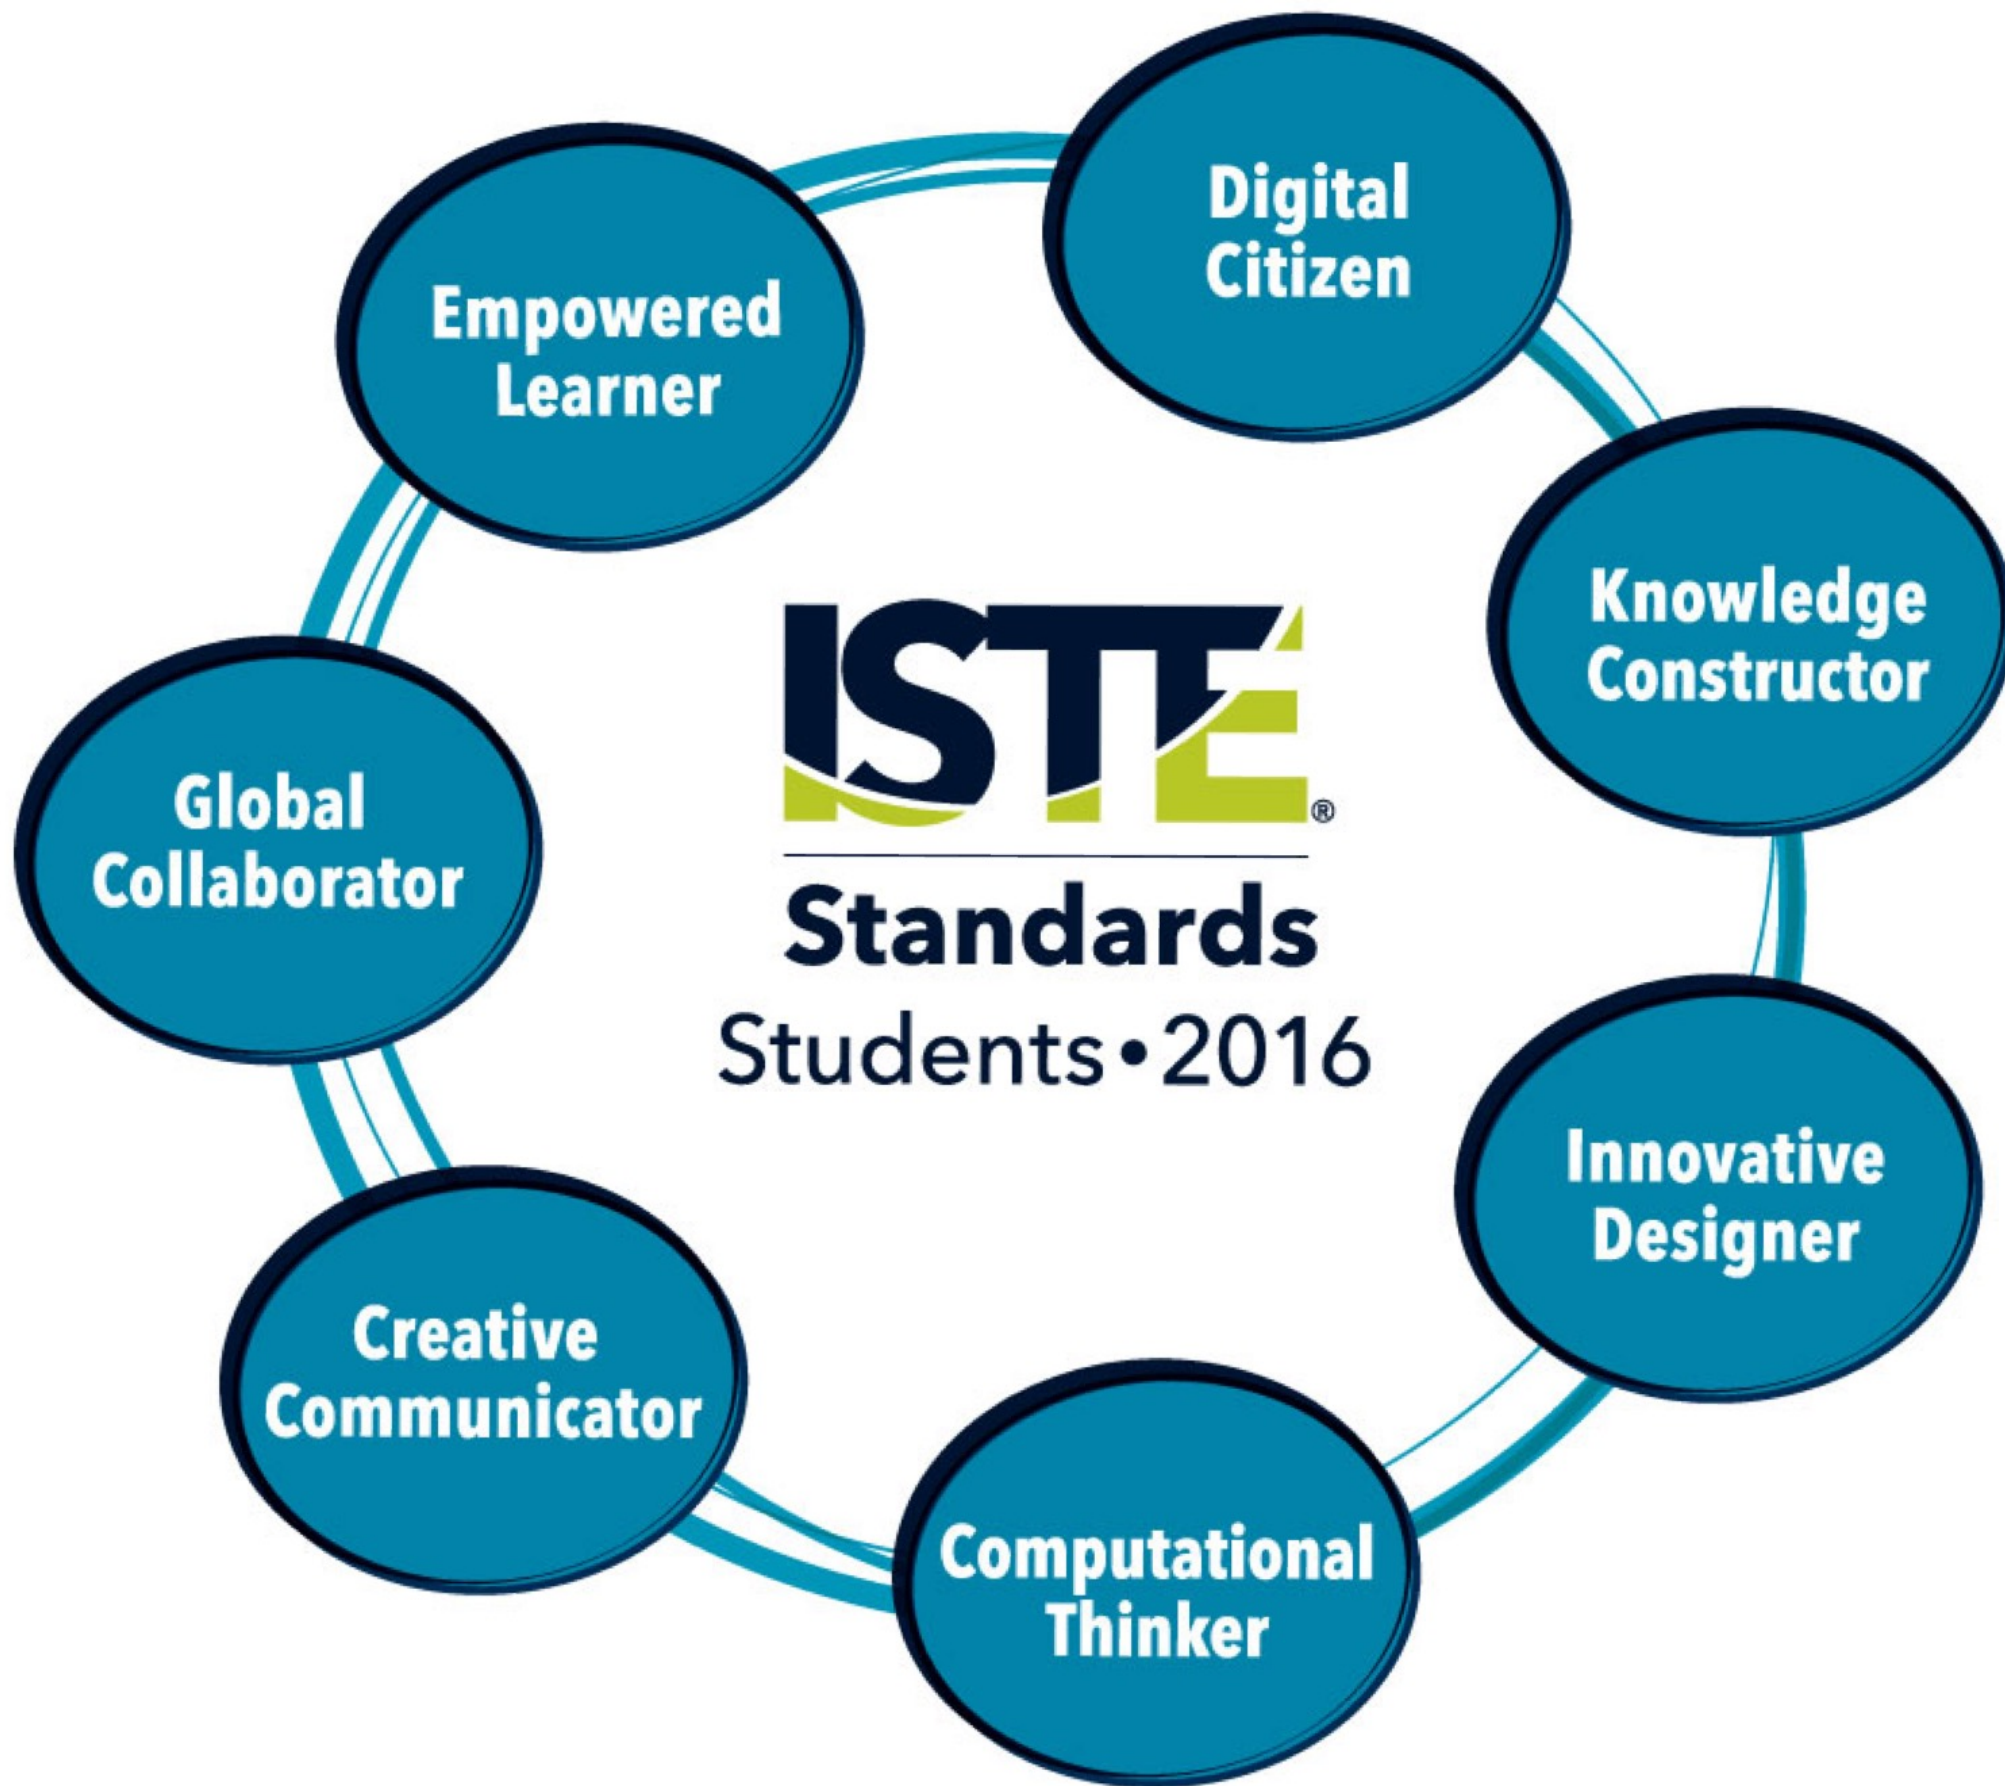 Digital
Citizen
Empowered
Learner
Knowledge
Constructor
ISTE®
Global
Collaborator
Standards
Students•2016
Innovative
Designer
Creative
Communicator
Computational
Thinker